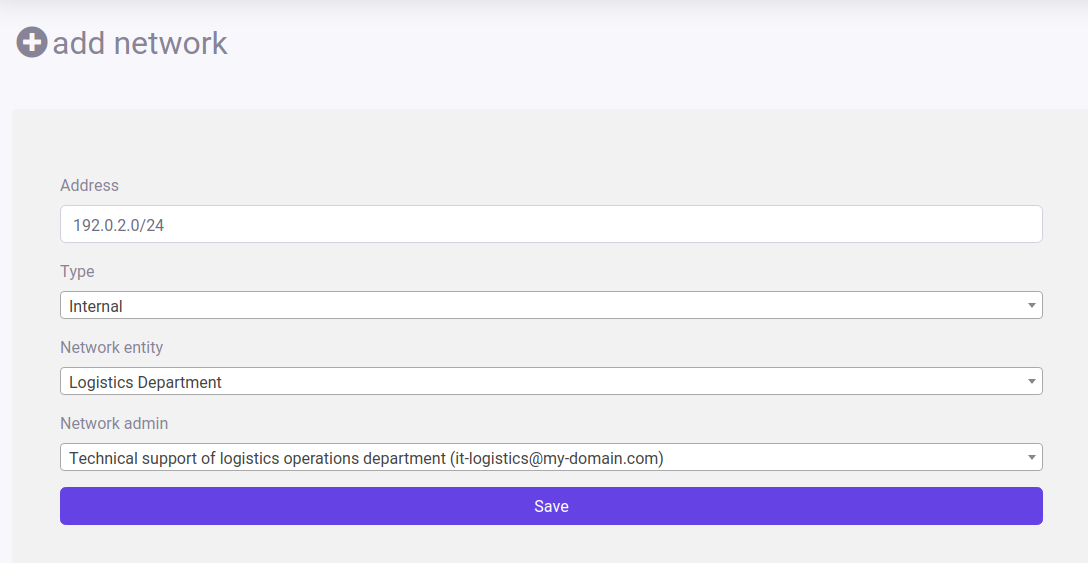 add network
Address
192.0.2.0/24
Type
Internal
Network entity
Logistics Department
Network admin
Technical support of logistics operations department (it-logistics@my-domain.com)
Save